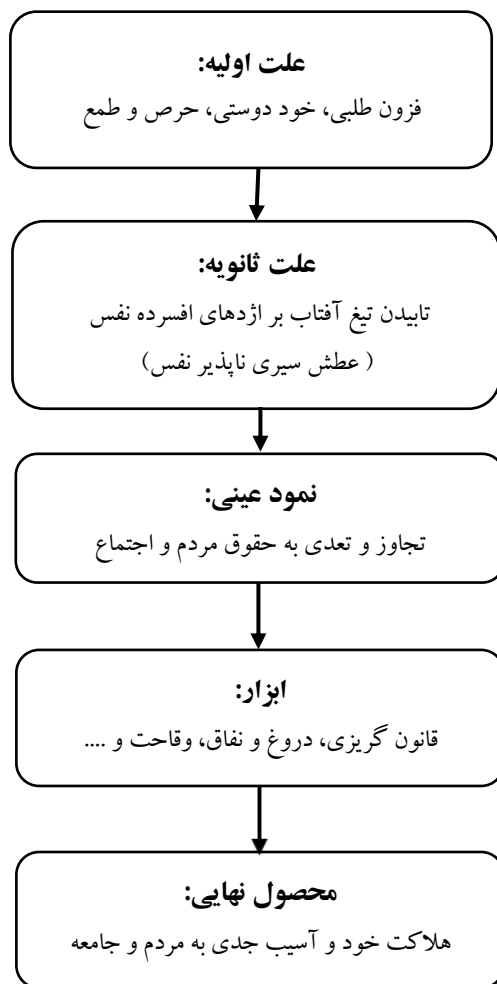 علت اولیه:
فزون طلبی، خود دوستی، حرص و طمع
علت ثانویه:
تابیدن تیغ آفتاب بر اژدهای افسرده نفس
( عطش سیری ناپذیر نفس)
نمود عینی:
تجاوز و تعدی به حقوق مردم و اجتماع
ابزار:
قانون گریزی، دروغ و نفاق، وقاحت و ....
محصول نهایی:
هلاکت خود و آسیب جدی به مردم و جامعه